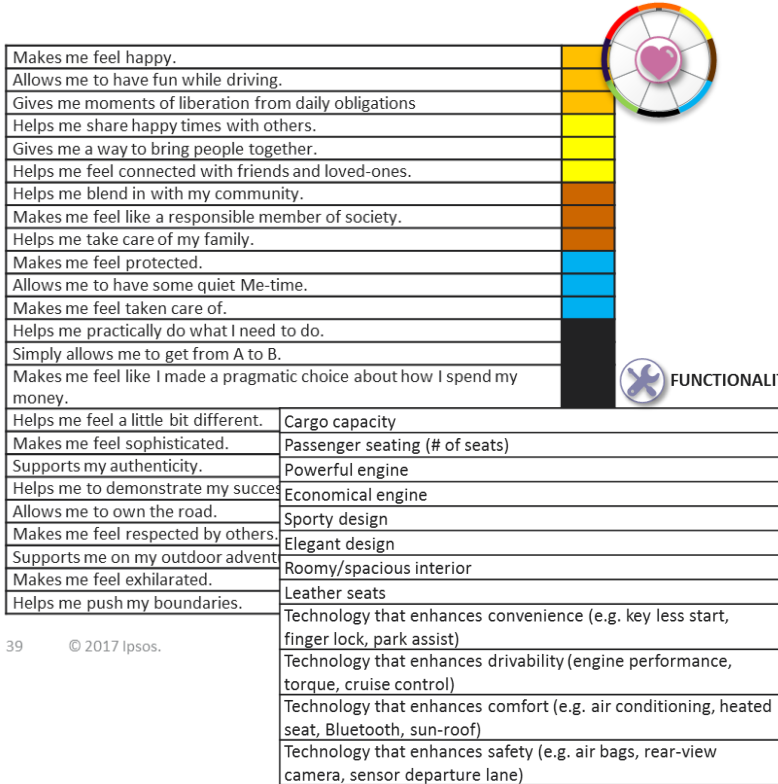 Makes me feel happy.
Allows me to have fun while driving.
Gives me moments of liberation from daily obligations
Helps me share happy times with others.
Gives me a way to bring people together.
Helps me feel connected with friends and loved-ones.
Helps me blend in with my community.
Makes me feel like a responsible member of society.
Helps me take care of my family.
Makes me feel protected.
Allows me to have some quiet Me-time.
Makes me feel taken care of.
Helps me practically do what I need to do.
Simply allows me to get from A to B.
Makes me feel like I made a pragmatic choice about how I spend my
money.
Helps me feel a little bit different.
Makes me feel sophisticated.
Supports my authenticity.
Helps me to demonstrate my succes
Allows me to own the road.
Makes me feel respected by others.
Supports me on my outdoor advent
Makes me feel exhilarated.
Helps me push my boundaries.
FUNCTIONALI
Cargo capacity
Passenger seating (# of seats)
Powerful engine
Economical engine
Sporty design
Elegant design
Roomy/spacious interior
Leather seats
Technology that enhances convenience (e.g. key less start,
finger lock, park assist)
Technology that enhances drivability (engine performance,
torque, cruise control)
Technology that enhances comfort (e.g. air conditioning, heated
seat, Bluetooth, sun-roof)
Technology that enhances safety (e.g. air bags, rear-view
camera, sensor departure lane)
39 © 2017 Ipsos.